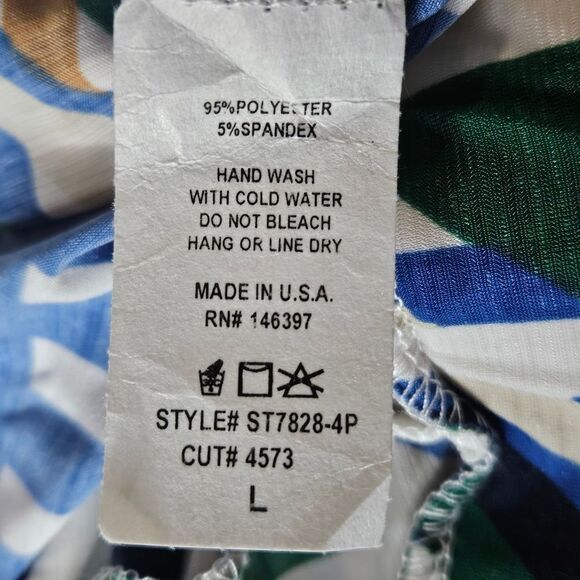 95%POLYESTER
5%SPANDEX
HAND WASH
WITH COLD WATER
DO NOT BLEACH
HANG OR LINE DRY
MADE IN U.S.A.
RN# 146397
STYLE# ST7828-4P
CUT# 4573
L